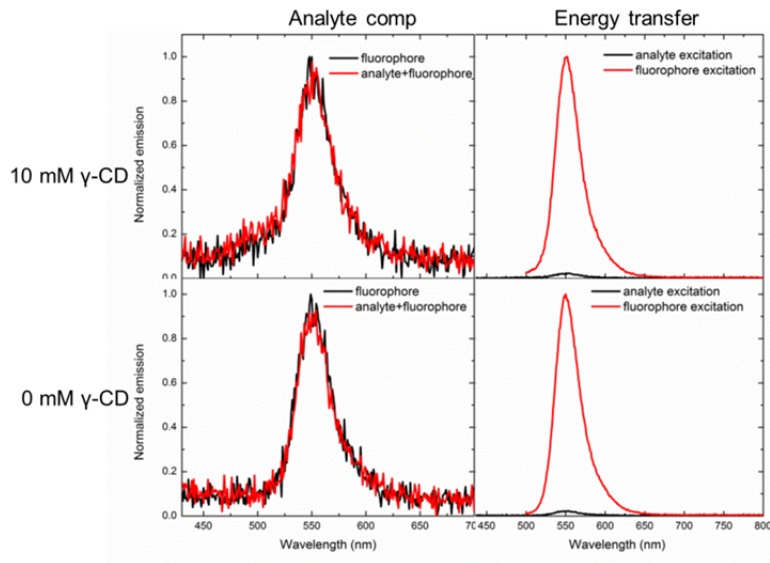 Analyte comp Energy transfer
1.0
0.8
0.6
0.4
0.2
0.0
Normalized emission
fluorophore
analyte+fluorophore
analyte excitation
fluorophore excitation
10 mM γ-CD
1.0
0.8
0.6
0.4
0.2
0.0
Normalized emission
fluorophore
analyte+fluorophore
analyte excitation
fluorophore excitation
0 mM γ-CD
450 500 550 600 650 450 500 550 600 650 700 750 800
Wavelength (nm) Wavelength (nm)